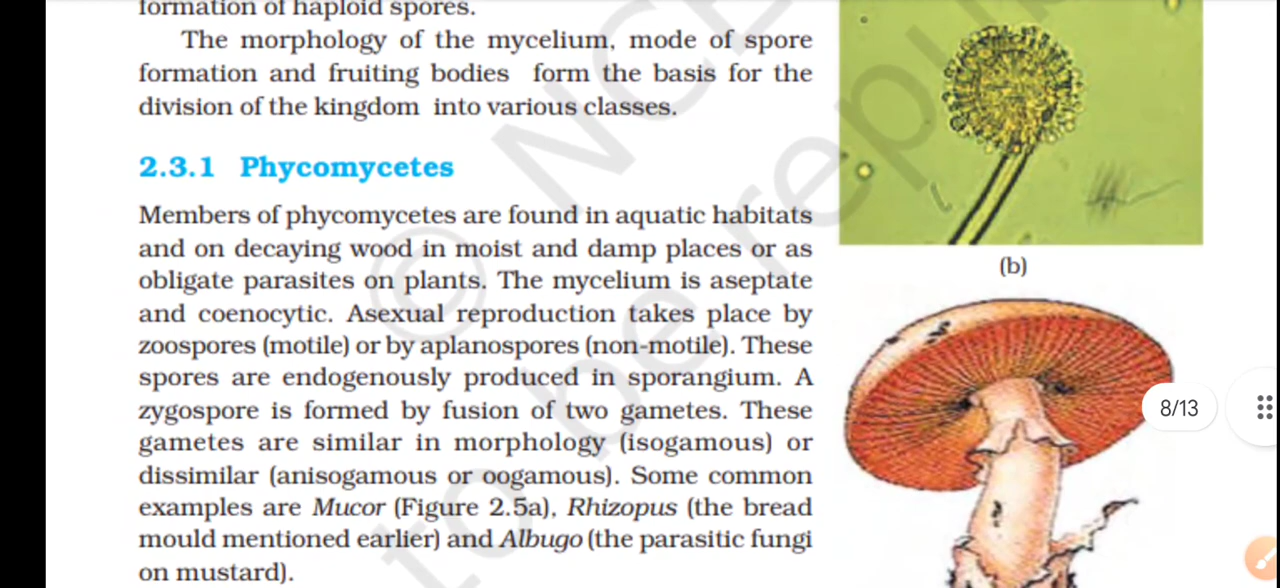 formation of haploid spores.
The morphology of the mycelium, mode of spore
formation and fruiting bodies form the basis for the
division of the kingdom into various classes.
2.3.1 Phycomycetes
Members of phycomycetes are found in aquatic habitats
and on decaying wood in moist and damp places or as
obligate parasites on plants. The mycelium is aseptate
and coenocytic. Asexual reproduction takes place by
zoospores (motile) or by aplanospores (non-motile). These
spores are endogenously produced in sporangium. A
zygospore is formed by fusion of two gametes. These
gametes are similar in morphology (isogamous) or
dissimilar (anisogamous or oogamous). Some common
examples are Mucor (Figure 2.5a), Rhizopus (the bread
mould mentioned earlier) and Albugo (the parasitic fungi
on mustard).
(b)
8/13
© NCE
to be repu